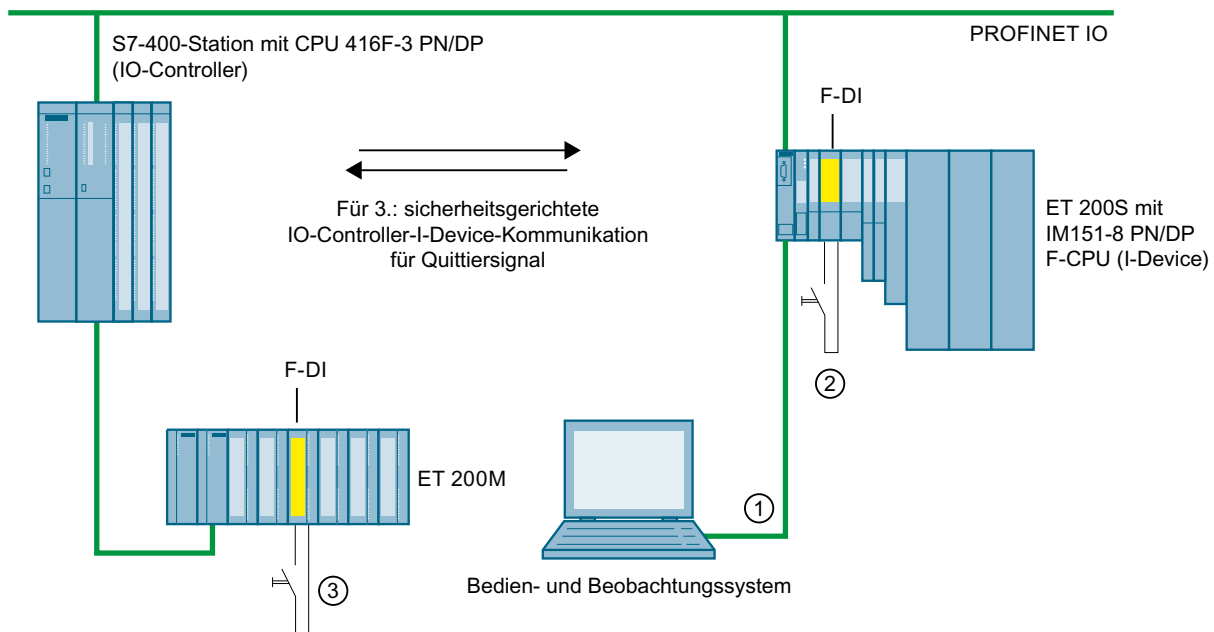 PROFINET IO
S7-400-Station mit CPU 416F-3 PN/DP
(IO-Controller)
F-DI
Für 3.: sicherheitsgerichtete
IO-Controller-I-Device-Kommunikation
für Quittiersignal
ET 200S mit
IM151-8 PN/DP
F-CPU (I-Device)
2
F-DI
ET 200M
1
Bedien- und Beobachtungssystem
3